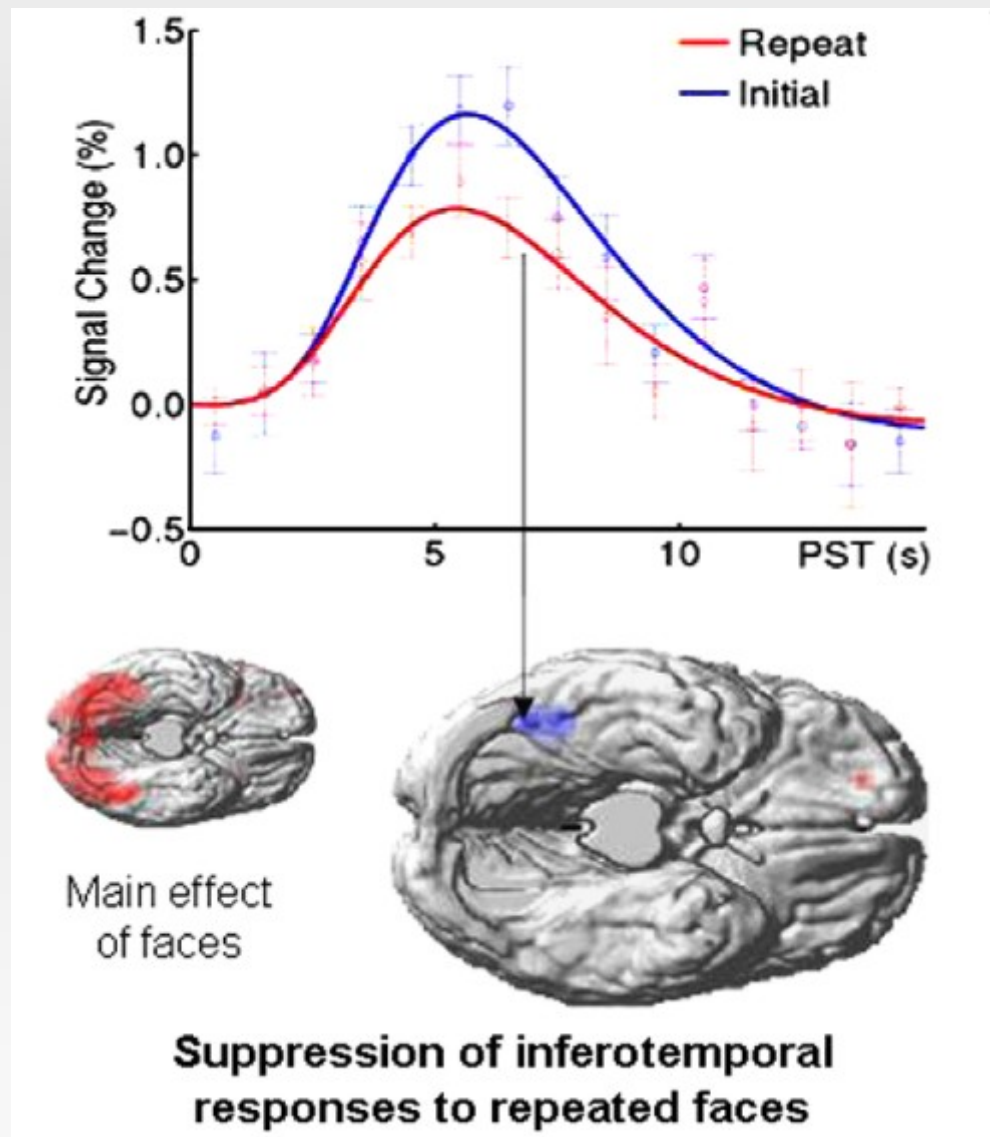 1.5
Repeat
Initial
1.0
0.5
0.0
−0.5
Signal Change (%)
0
5
10
PST (s)
Main effect
of faces
Suppression of inferotemporal
responses to repeated faces